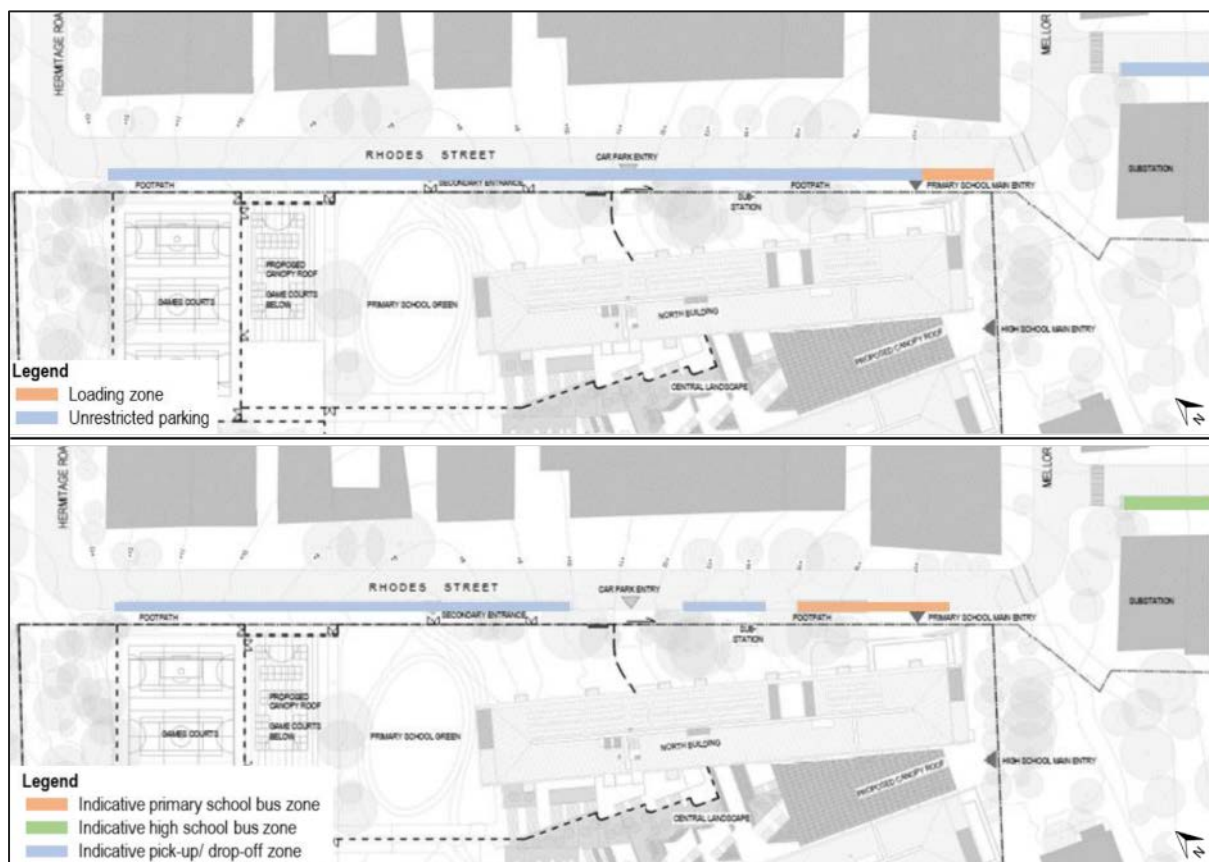 HERMITAGE ROA
MELLOR
RHODES STREET
CAR PARK ENTRY
FOOTPATH
SECONDARY ENTRANCE
FOOTPATH
PRIMARY SCHOOL MAIN ENTRY
SUBSTATION
SUB-
STATION
GAMES COURTS
PROPOSED
CANOPY ROOF
GAME COURTS
BELOW
PRIMARY SCHOOL GREEN
NORTH BUILDING
PROPOSED CANOPY ROOF
HIGH SCHOOL MAIN ENTRY
CENTRAL LANDSCAPE
Legend
Loading zone
Unrestricted parking
N
HERMITAGE ROA
MELLOR
RHODES STREET
CAR PARK ENTRY
FOOTPATH
SECONDARY ENTRANCE
FOOTPATH
PRIMARY SCHOOL MAIN ENTRY
SUBSTATION
SUB-
STATION
GAMES COURTS
PROPOSED
CANOPY ROOF
GAME COURTS
BELOW
PRIMARY SCHOOL GREEN
NORTH BUILDING
PROPOSED CANOPY ROOF
HIGH SCHOOL MAIN ENTRY
CENTRAL LANDSCAPE
Legend
Indicative primary school bus zone
Indicative high school bus zone
Indicative pick-up/ drop-off zone
N